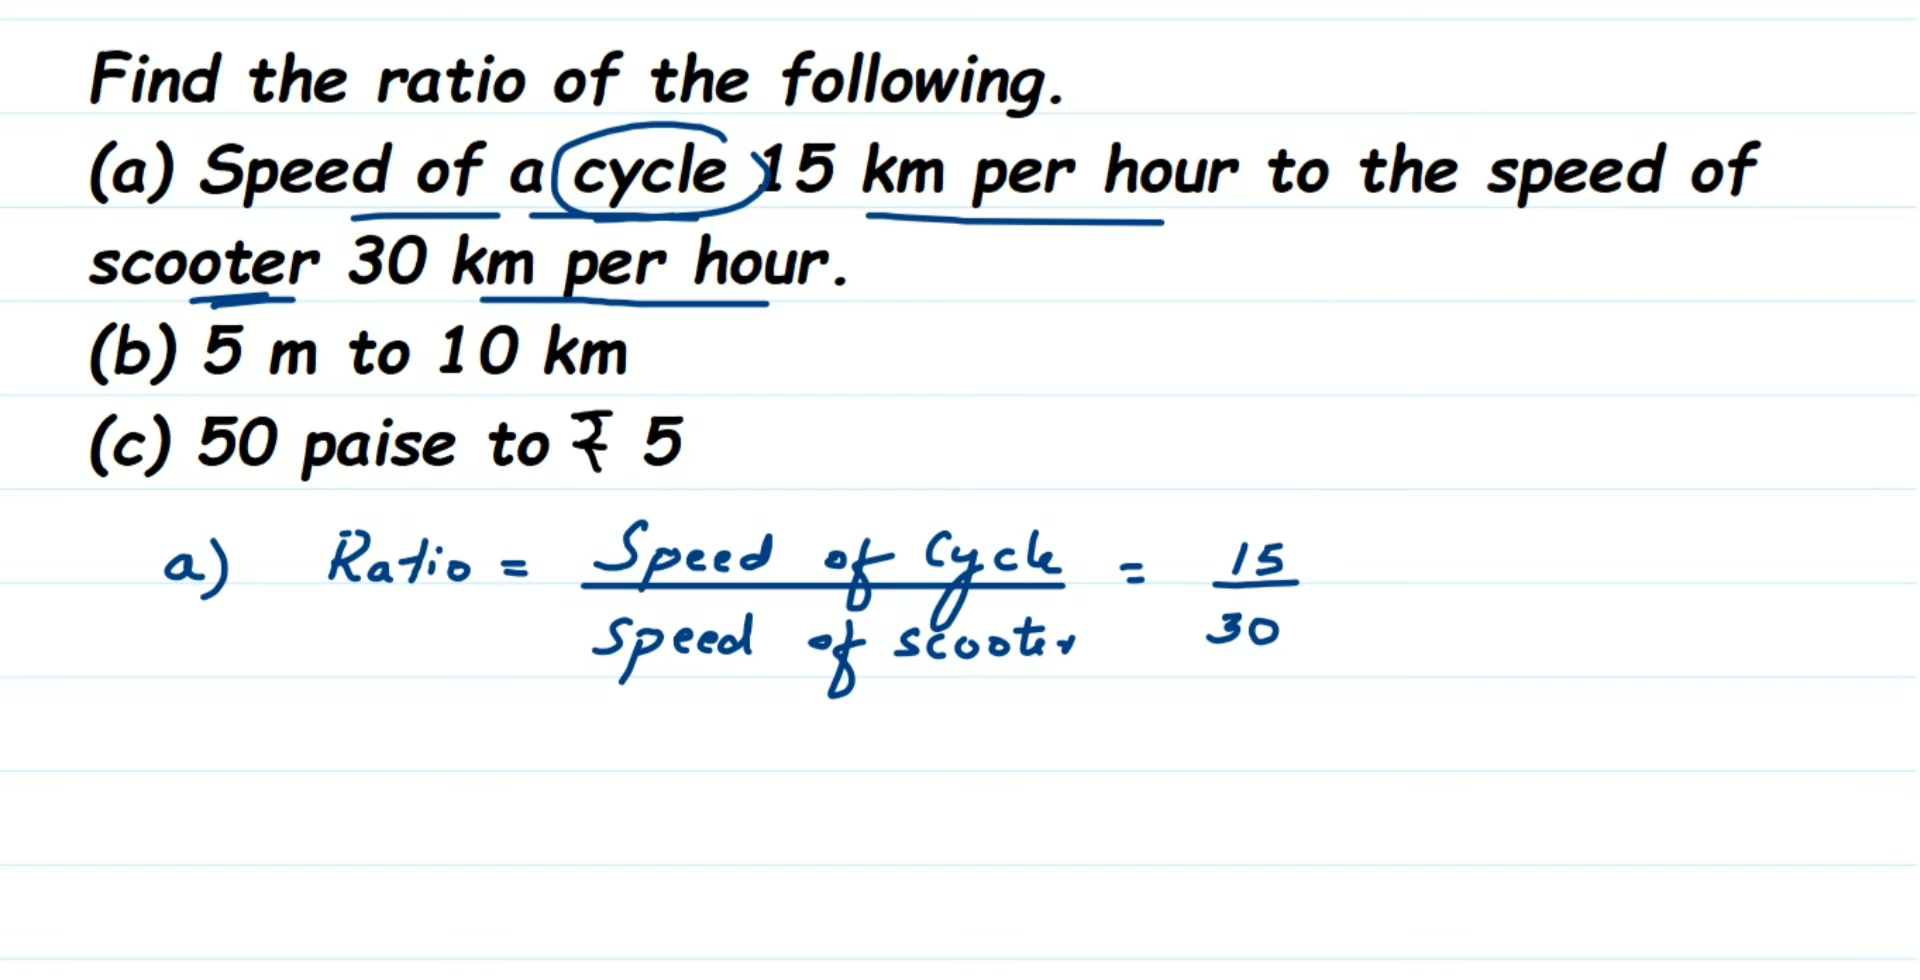 Find the ratio of the following.
(a) Speed of a cycle 15 km per hour to the speed of
scooter 30 km per hour.
(b) 5 m to 10 km
(c) 50 paise to ₹ 5
a) Ratio = Speed of Cycle = 15
Speed of scooter 30